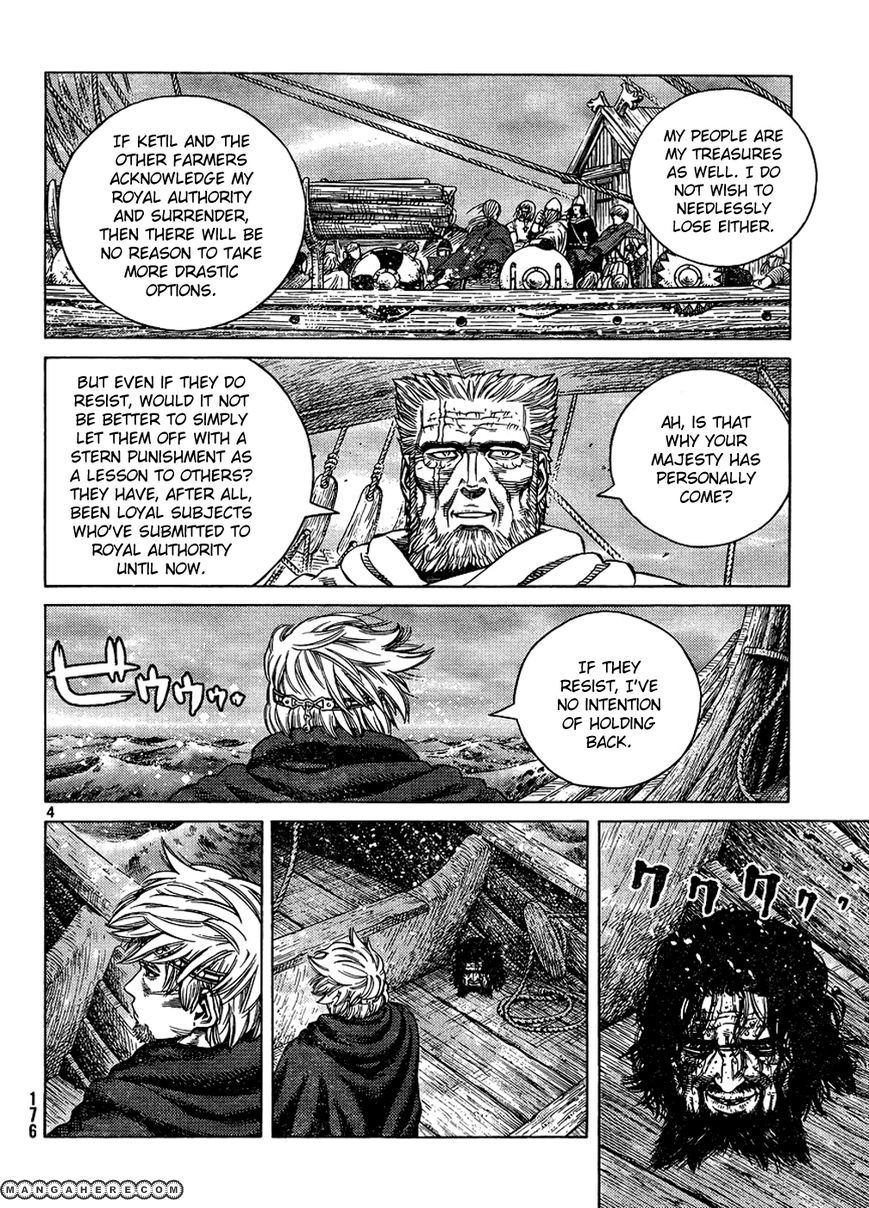 MY PEOPLE ARE
MY TREASURES
AS WELL. I DO
NOT WISH TO
NEEDLESSLY
LOSE EITHER.
IF KETIL AND THE
OTHER FARMERS
ACKNOWLEDGE MY
ROYAL AUTHORITY
AND SURRENDER,
THEN THERE WILL
BE NO REASON TO
TAKE
MORE DRASTIC
OPTIONS.
AH, IS THAT
WHY YOUR
MAJESTY HAS
PERSONALLY
COME?
BUT EVEN IF THEY DO
RESIST, WOULD IT NOT
BE BETTER TO SIMPLY
LET THEM OFF WITH A
STERN PUNISHMENT AS
A LESSON TO OTHERS?
THEY HAVE, AFTER ALL,
BEEN LOYAL SUBJECTS
WHO'VE SUBMITTED TO
ROYAL AUTHORITY
UNTIL NOW.
IF THEY
RESIST, I'VE
NO INTENTION
OF HOLDING
BACK.
ビウゥゥ
4
クククク
176
MANGAHERE.COM